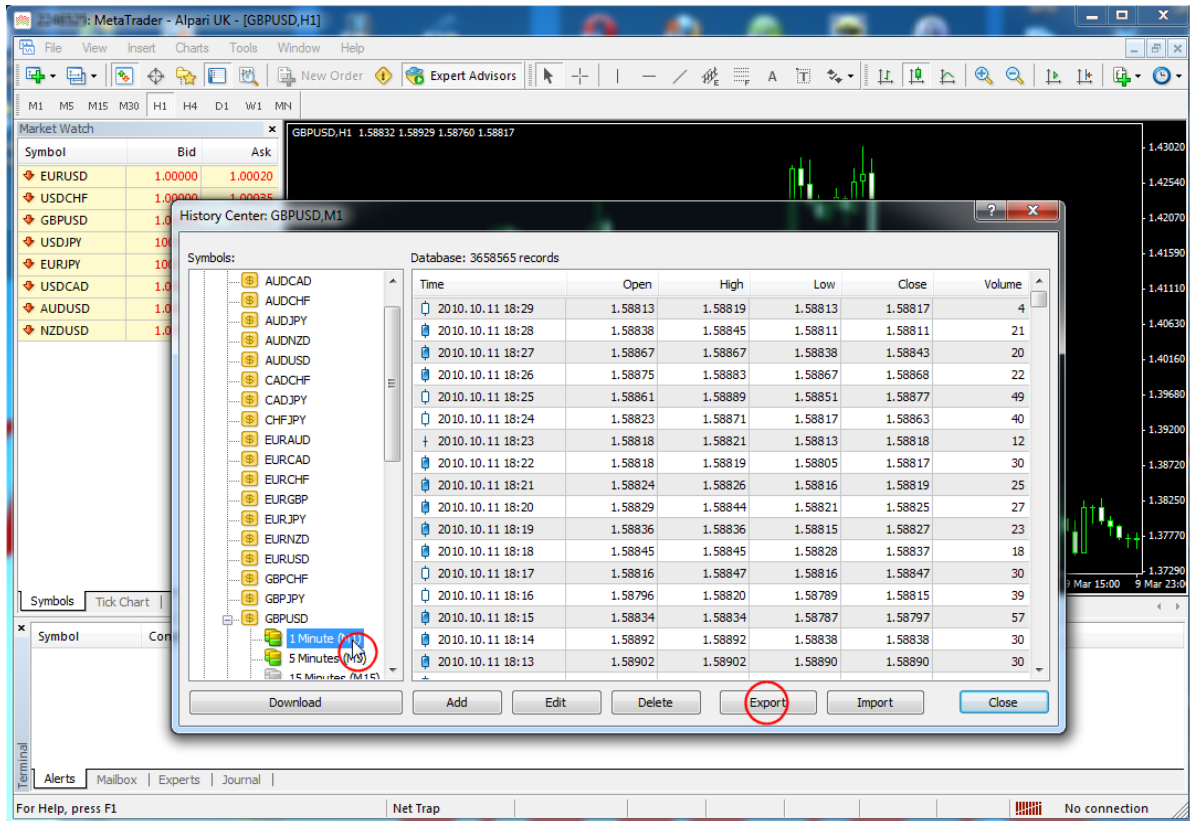 : MetaTrader - Alpari UK - [GBPUSD,H1]
File View Insert Charts Tools Window Help
New Order Expert Advisors A T
M1 M5 M15 M30 H1 H4 D1 W1 MN
Market Watch
Symbol Bid Ask
EURUSD 1.00000 1.00020
USDCHF 1.00000 1.00035
GBPUSD 1.0
USDJPY 10
EURJPY 10
USDCAD 1.0
AUDUSD 1.0
NZDUSD 1.0
Symbols Tick Chart
GBPUSD,H1 1.58832 1.58929 1.58760 1.58817
1.43020
1.42540
1.42070
1.41590
1.41110
1.40630
1.40160
1.39680
1.39200
1.38720
1.38250
1.37770
1.37290
9 Mar 15:00 9 Mar 23:0
History Center: GBPUSD,M1
Symbols:
AUDCAD
AUDCHF
AUDJPY
AUDNZD
AUDUSD
CADCHF
CADJPY
CHFJPY
EURAUD
EURCAD
EURCHF
EURGBP
EURJPY
EURNZD
EURUSD
GBPCHF
GBPJPY
GBPUSD
1 Minute (M1)
5 Minutes (M5)
15 Minutes (M15)
Database: 3658565 records
Time Open High Low Close Volume
2010.10.11 18:29 1.58813 1.58819 1.58813 1.58817 4
2010.10.11 18:28 1.58838 1.58845 1.58811 1.58811 21
2010.10.11 18:27 1.58867 1.58867 1.58838 1.58843 20
2010.10.11 18:26 1.58875 1.58883 1.58867 1.58868 22
2010.10.11 18:25 1.58861 1.58889 1.58851 1.58877 49
2010.10.11 18:24 1.58823 1.58871 1.58817 1.58863 40
2010.10.11 18:23 1.58818 1.58821 1.58813 1.58818 12
2010.10.11 18:22 1.58818 1.58819 1.58805 1.58817 30
2010.10.11 18:21 1.58824 1.58826 1.58816 1.58819 25
2010.10.11 18:20 1.58829 1.58844 1.58821 1.58825 27
2010.10.11 18:19 1.58836 1.58836 1.58815 1.58827 23
2010.10.11 18:18 1.58845 1.58845 1.58828 1.58837 18
2010.10.11 18:17 1.58816 1.58847 1.58816 1.58847 30
2010.10.11 18:16 1.58796 1.58820 1.58789 1.58815 39
2010.10.11 18:15 1.58834 1.58834 1.58787 1.58797 57
2010.10.11 18:14 1.58892 1.58892 1.58838 1.58838 30
2010.10.11 18:13 1.58902 1.58902 1.58890 1.58890 30
Download Add Edit Delete Export Import Close
Symbol Con
Terminal
Alerts Mailbox Experts Journal
For Help, press F1 Net Trap No connection